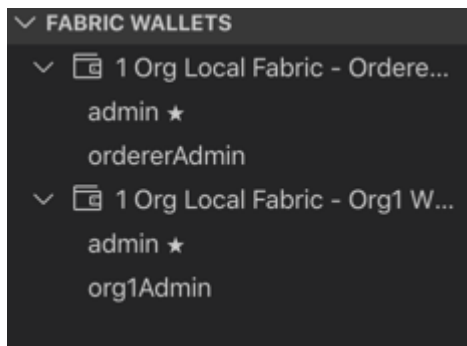 FABRIC WALLETS
1 Org Local Fabric - Ordere...
admin ★
ordererAdmin
1 Org Local Fabric - Org1 W...
admin ★
org1Admin